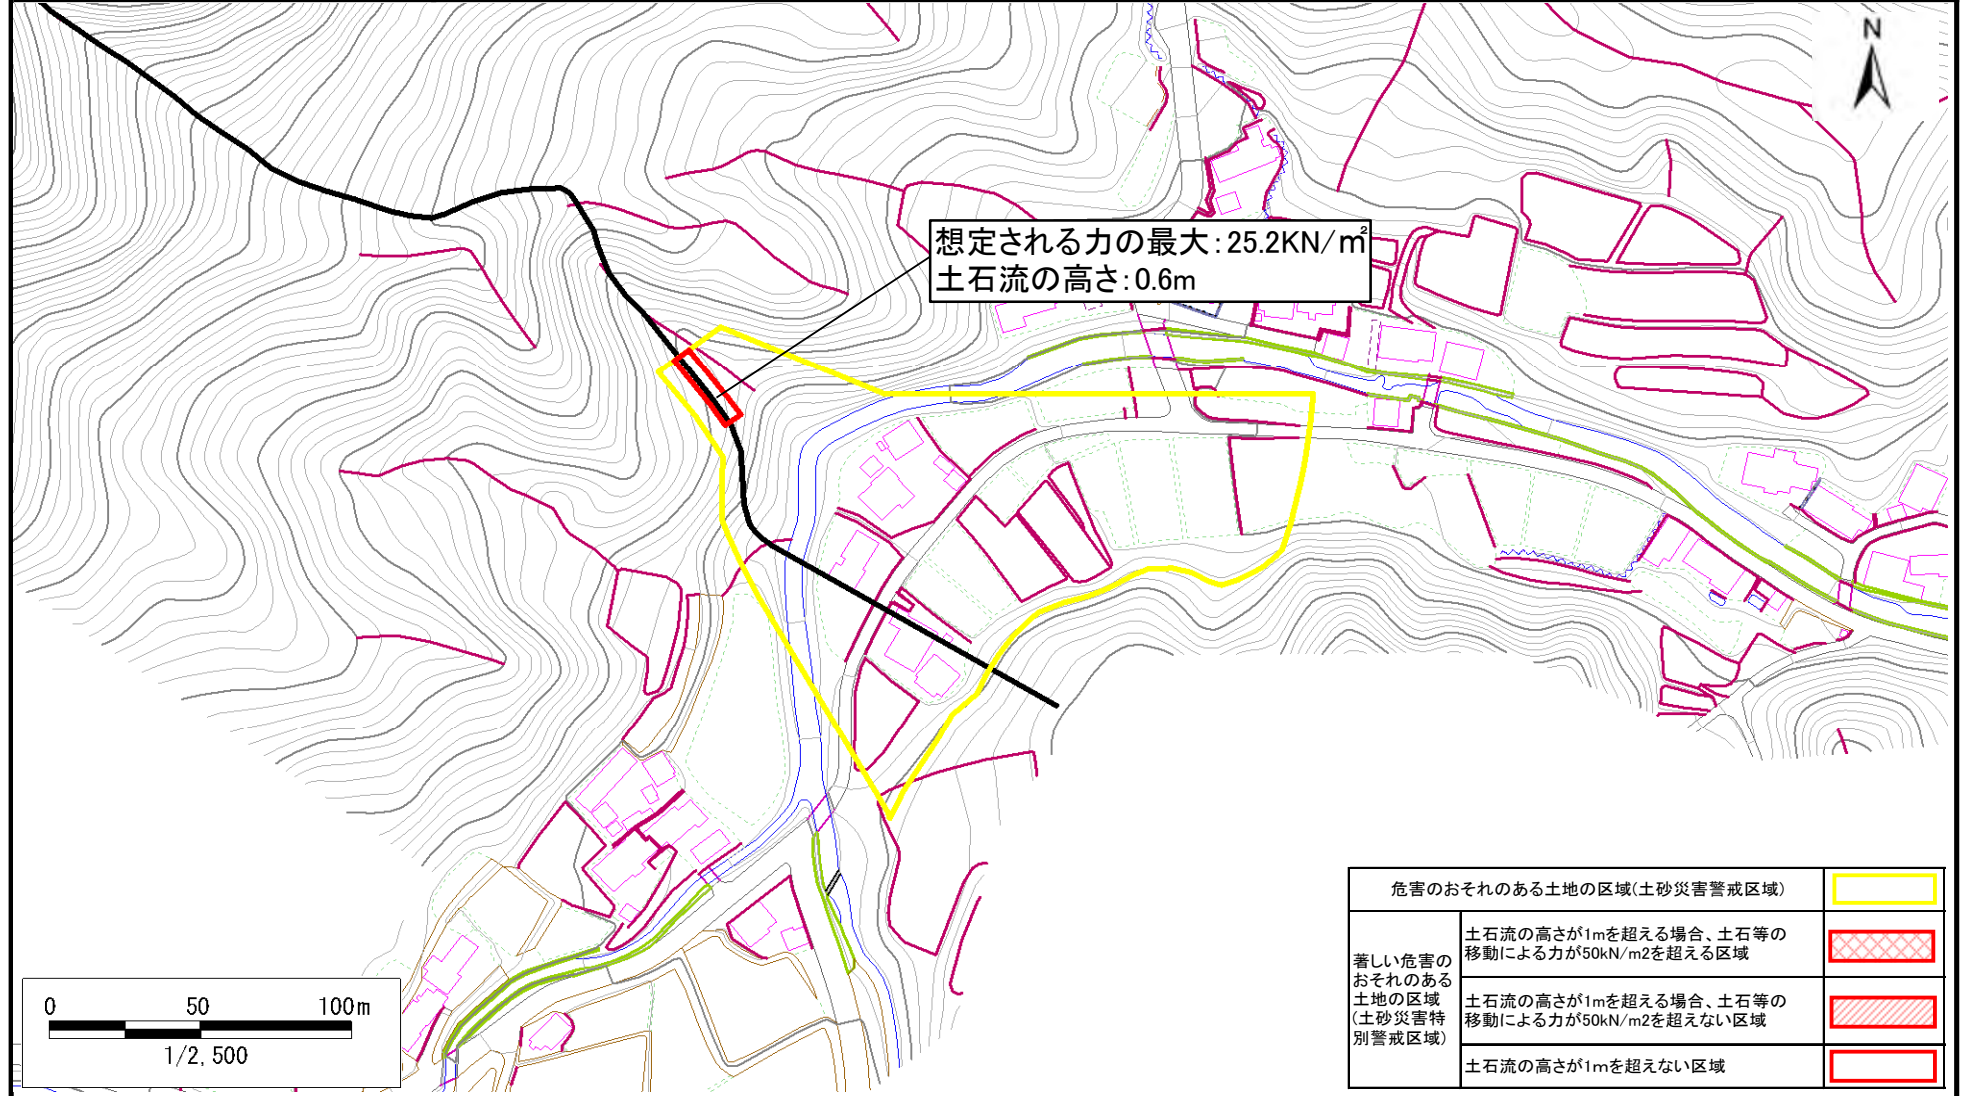 N
想定される力の最大:25.2KN/㎡
土石流の高さ:0.6m
危害のおそれのある土地の区域(土砂災害警戒区域)
著しい危害の
おそれのある
土地の区域
(土砂災害特
別警戒区域)
土石流の高さが1mを超える場合、土石等の
移動による力が50kN/m2を超える区域
土石流の高さが1mを超える場合、土石等の
移動による力が50kN/m2を超えない区域
土石流の高さが1mを超えない区域
0 50 100m
1/2,500